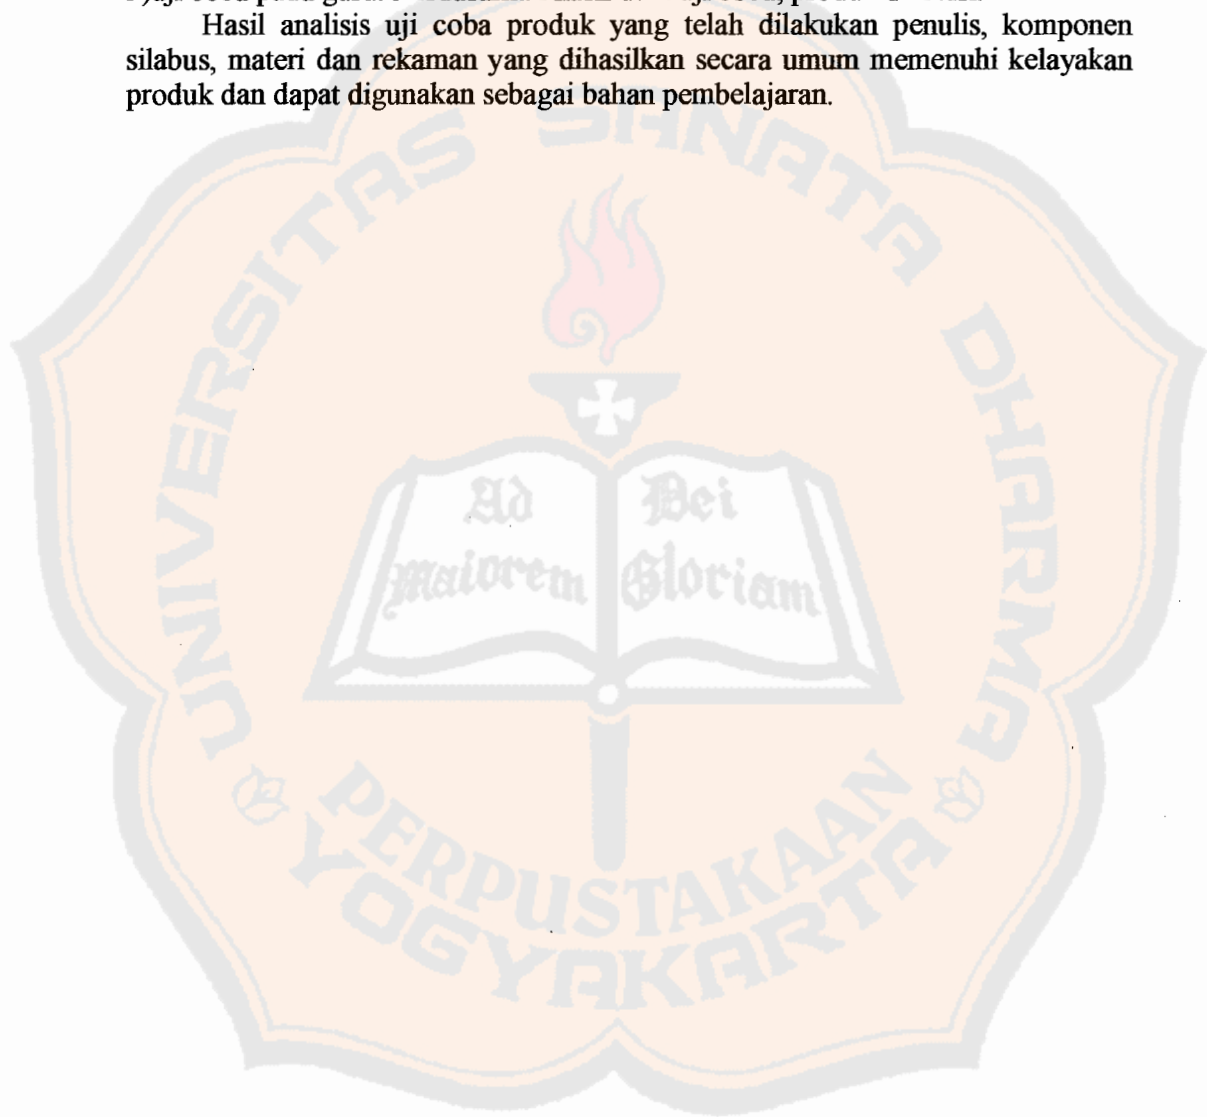 Hasil analisis uji coba produk yang telah dilakukan penulis, komponen
silabus, materi dan rekaman yang dihasilkan secara umum memenuhi kelayakan
produk dan dapat digunakan sebagai bahan pembelajaran.
UNIVERSITAS SANATA DHARMA
Ad
maiorem
Dei
Gloriam
PERPUSTAKAAN
YOGYAKARTA